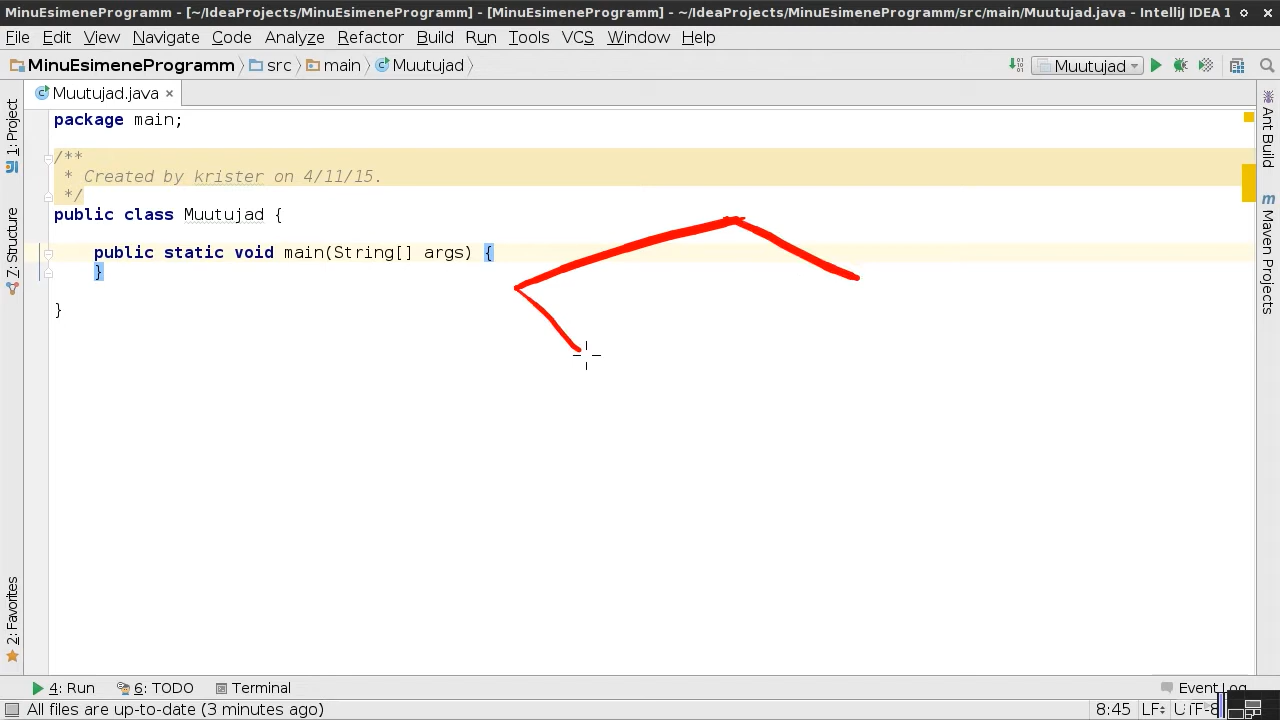 MinuEsimeneProgramm - [~/IdeaProjects/MinuEsimeneProgramm] - [MinuEsimeneProgramm] - ~/IdeaProjects/MinuEsimeneProgramm/src/main/Muutujad.java - IntelliJ IDEA 1
File Edit View Navigate Code Analyze Refactor Build Run Tools VCS Window Help
MinuEsimeneProgramm src main Muutujad Muutujad
Muutujad.java
1: Project
Z: Structure
2: Favorites
package main;
/**
* Created by krister on 4/11/15.
*/
public class Muutujad {
public static void main(String[] args) {
}
}
Ant Build
Maven Projects
4: Run 6: TODO Terminal Event Log
All files are up-to-date (3 minutes ago) 8:45 LF UTF-8